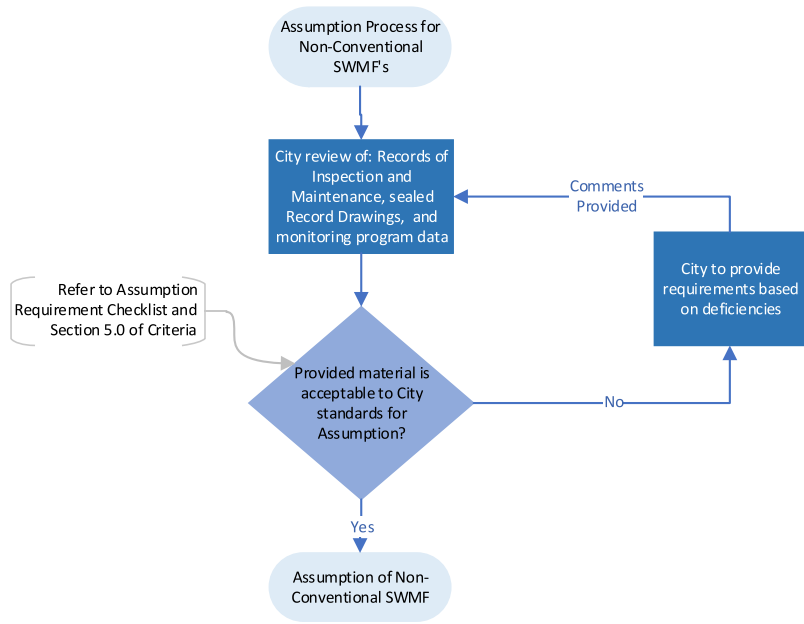 Assumption Process for
Non-Conventional
SWMF's
City review of: Records of
Inspection and
Maintenance, sealed
Record Drawings, and
monitoring program data
Comments
Provided
City to provide
requirements based
on deficiencies
Refer to Assumption
Requirement Checklist and
Section 5.0 of Criteria
Provided material is
acceptable to City
standards for
Assumption?
No
Yes
Assumption of Non-
Conventional SWMF